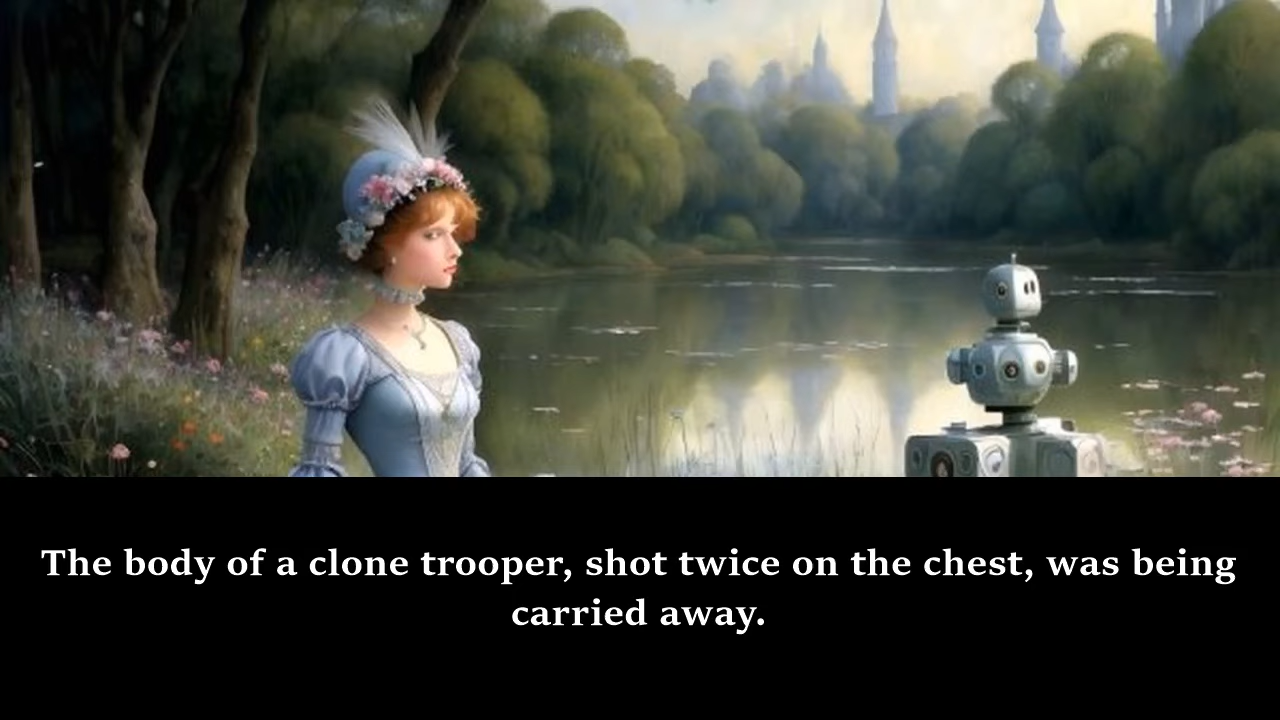 The body of a clone trooper, shot twice on the chest, was being
carried away.